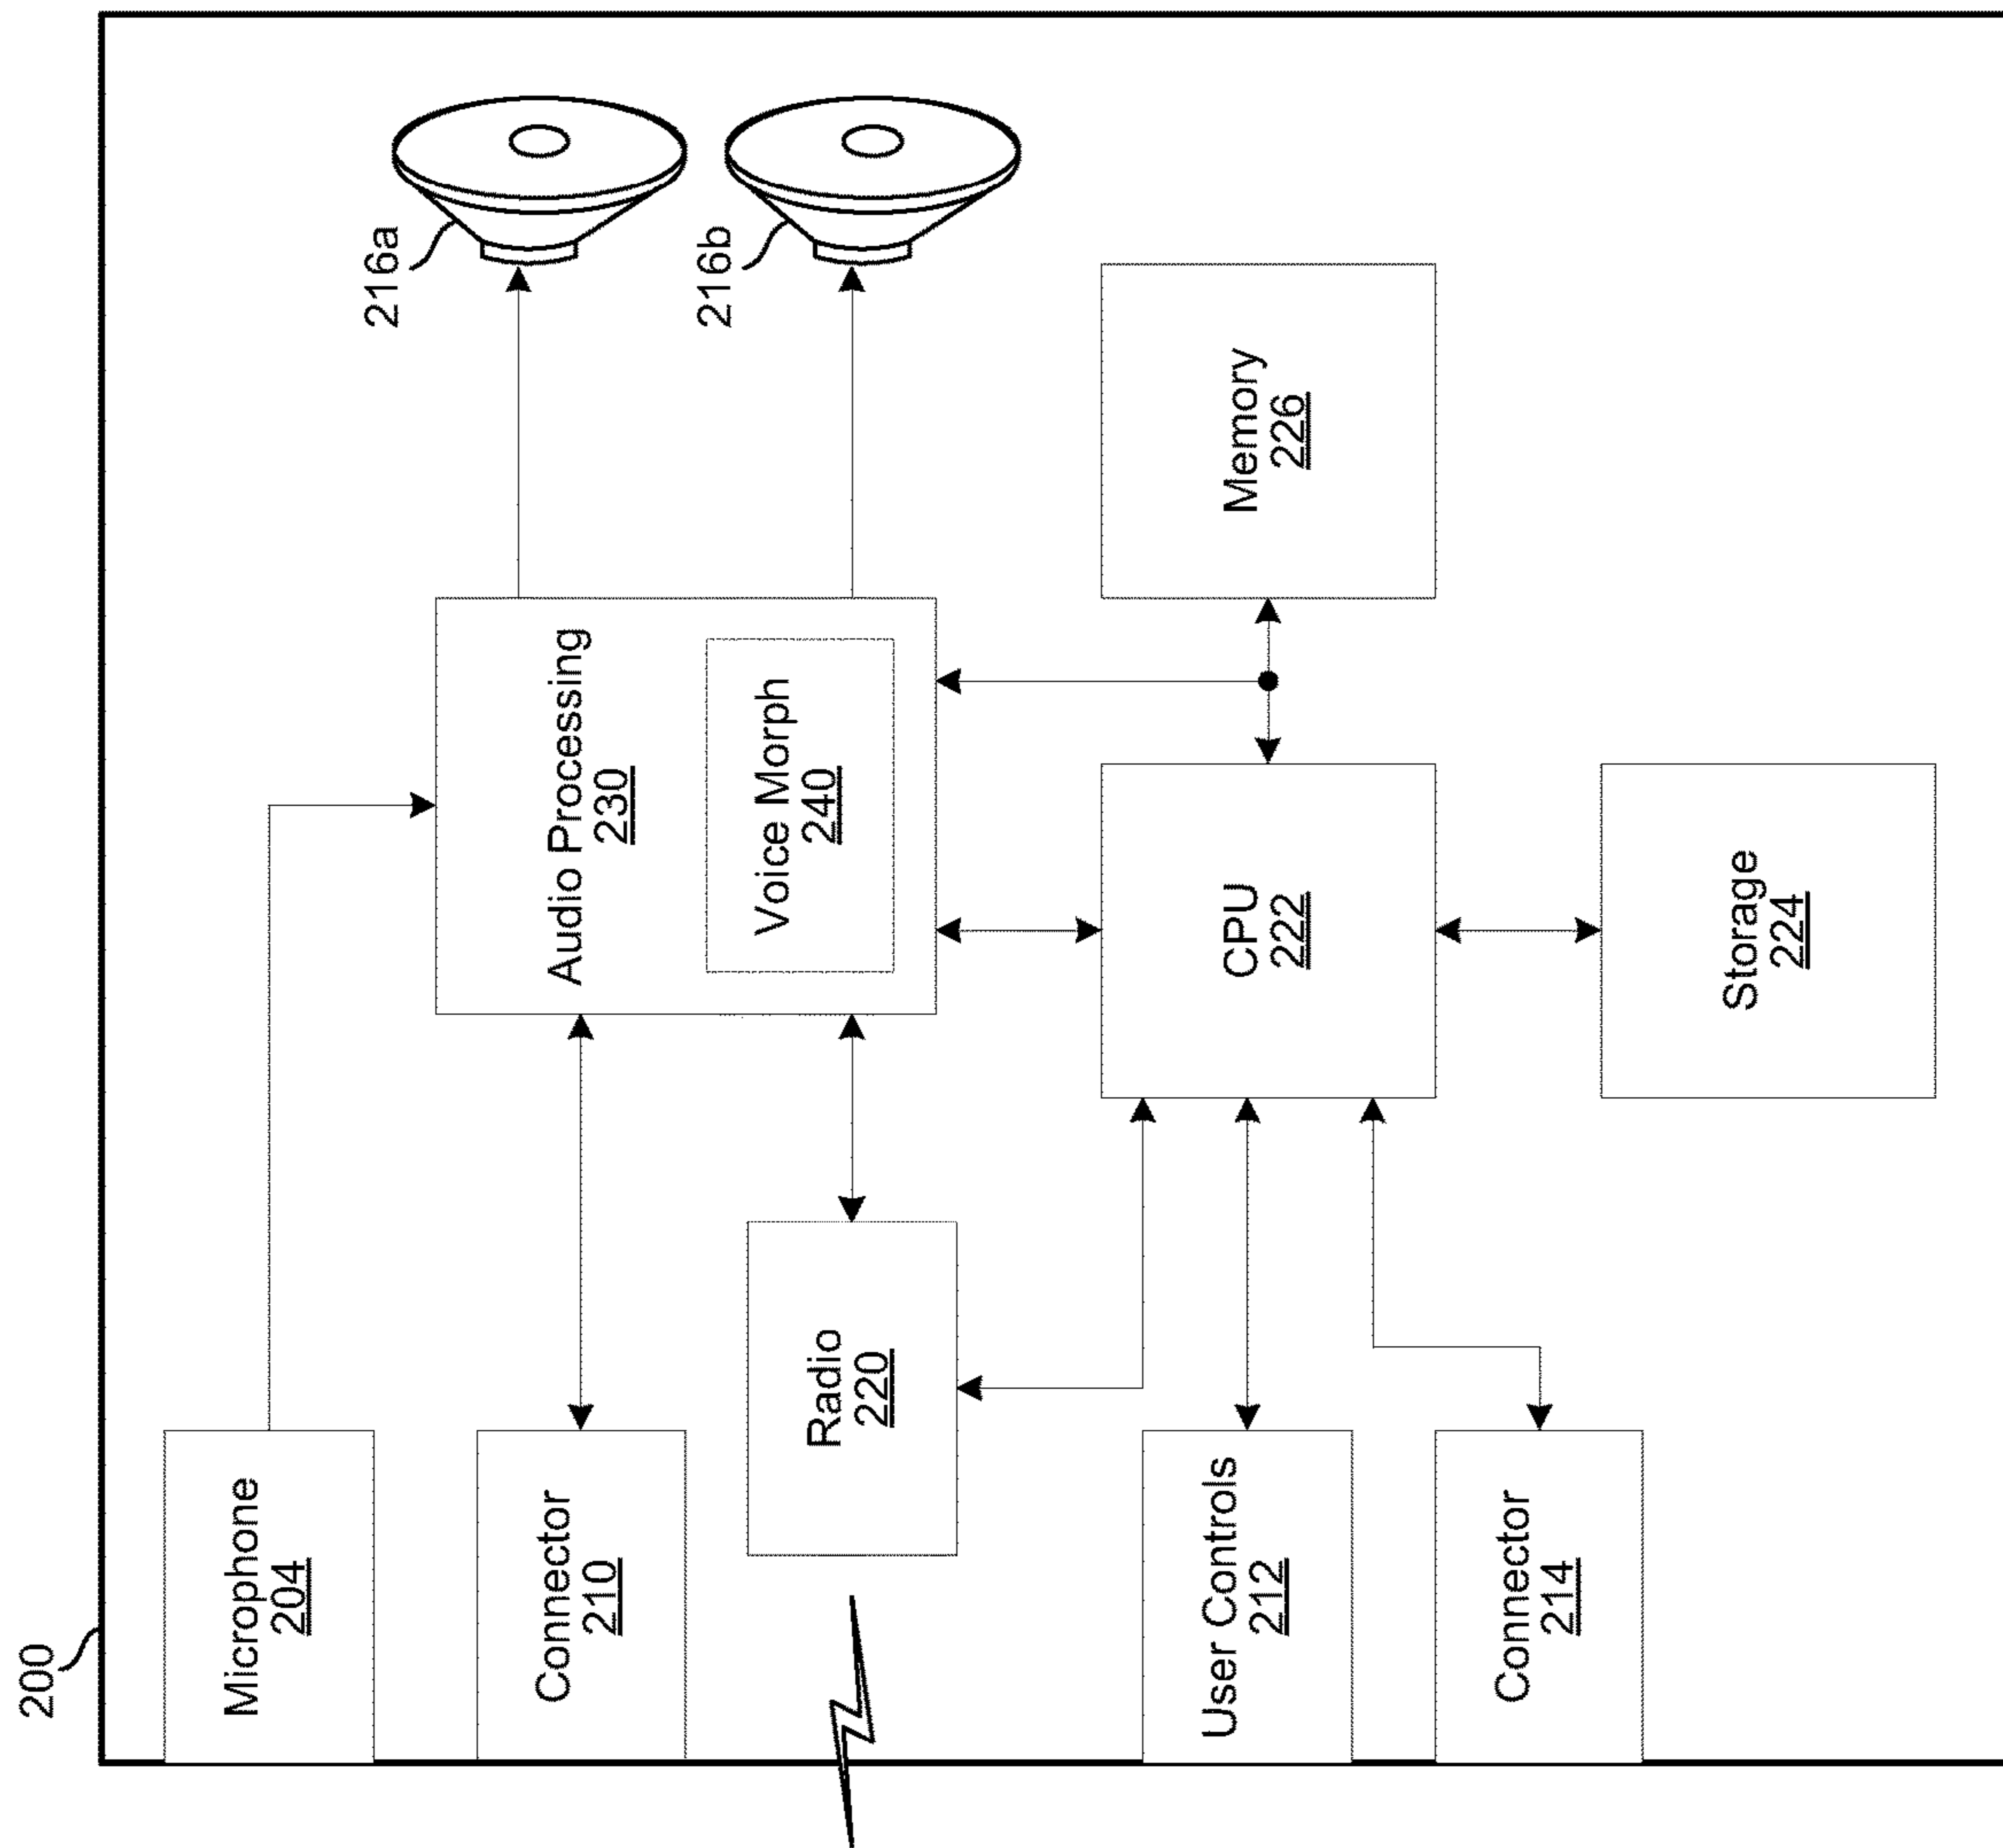 200
Microphone
204
Connector
210
Radio
220
User Controls
212
Connector
214
Audio Processing
230
Voice Morph
240
CPU
222
Storage
224
Memory
226
216a
216b